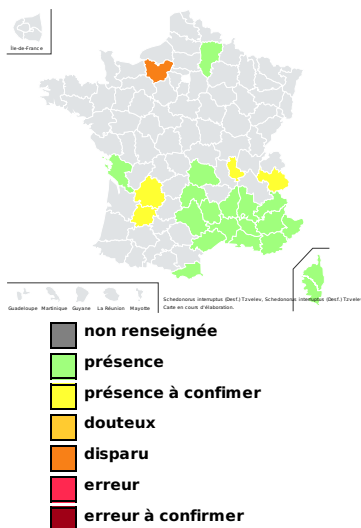 Île-de-France
Guadeloupe Martinique Guyane La Réunion Mayotte
Schedonorus interruptus (Desf.) Tzvelev, Schedonorus interruptus (Desf.) Tzvelev
Carte en cours d'élaboration.
non renseignée
présence
présence à confimer
douteux
disparu
erreur
erreur à confirmer